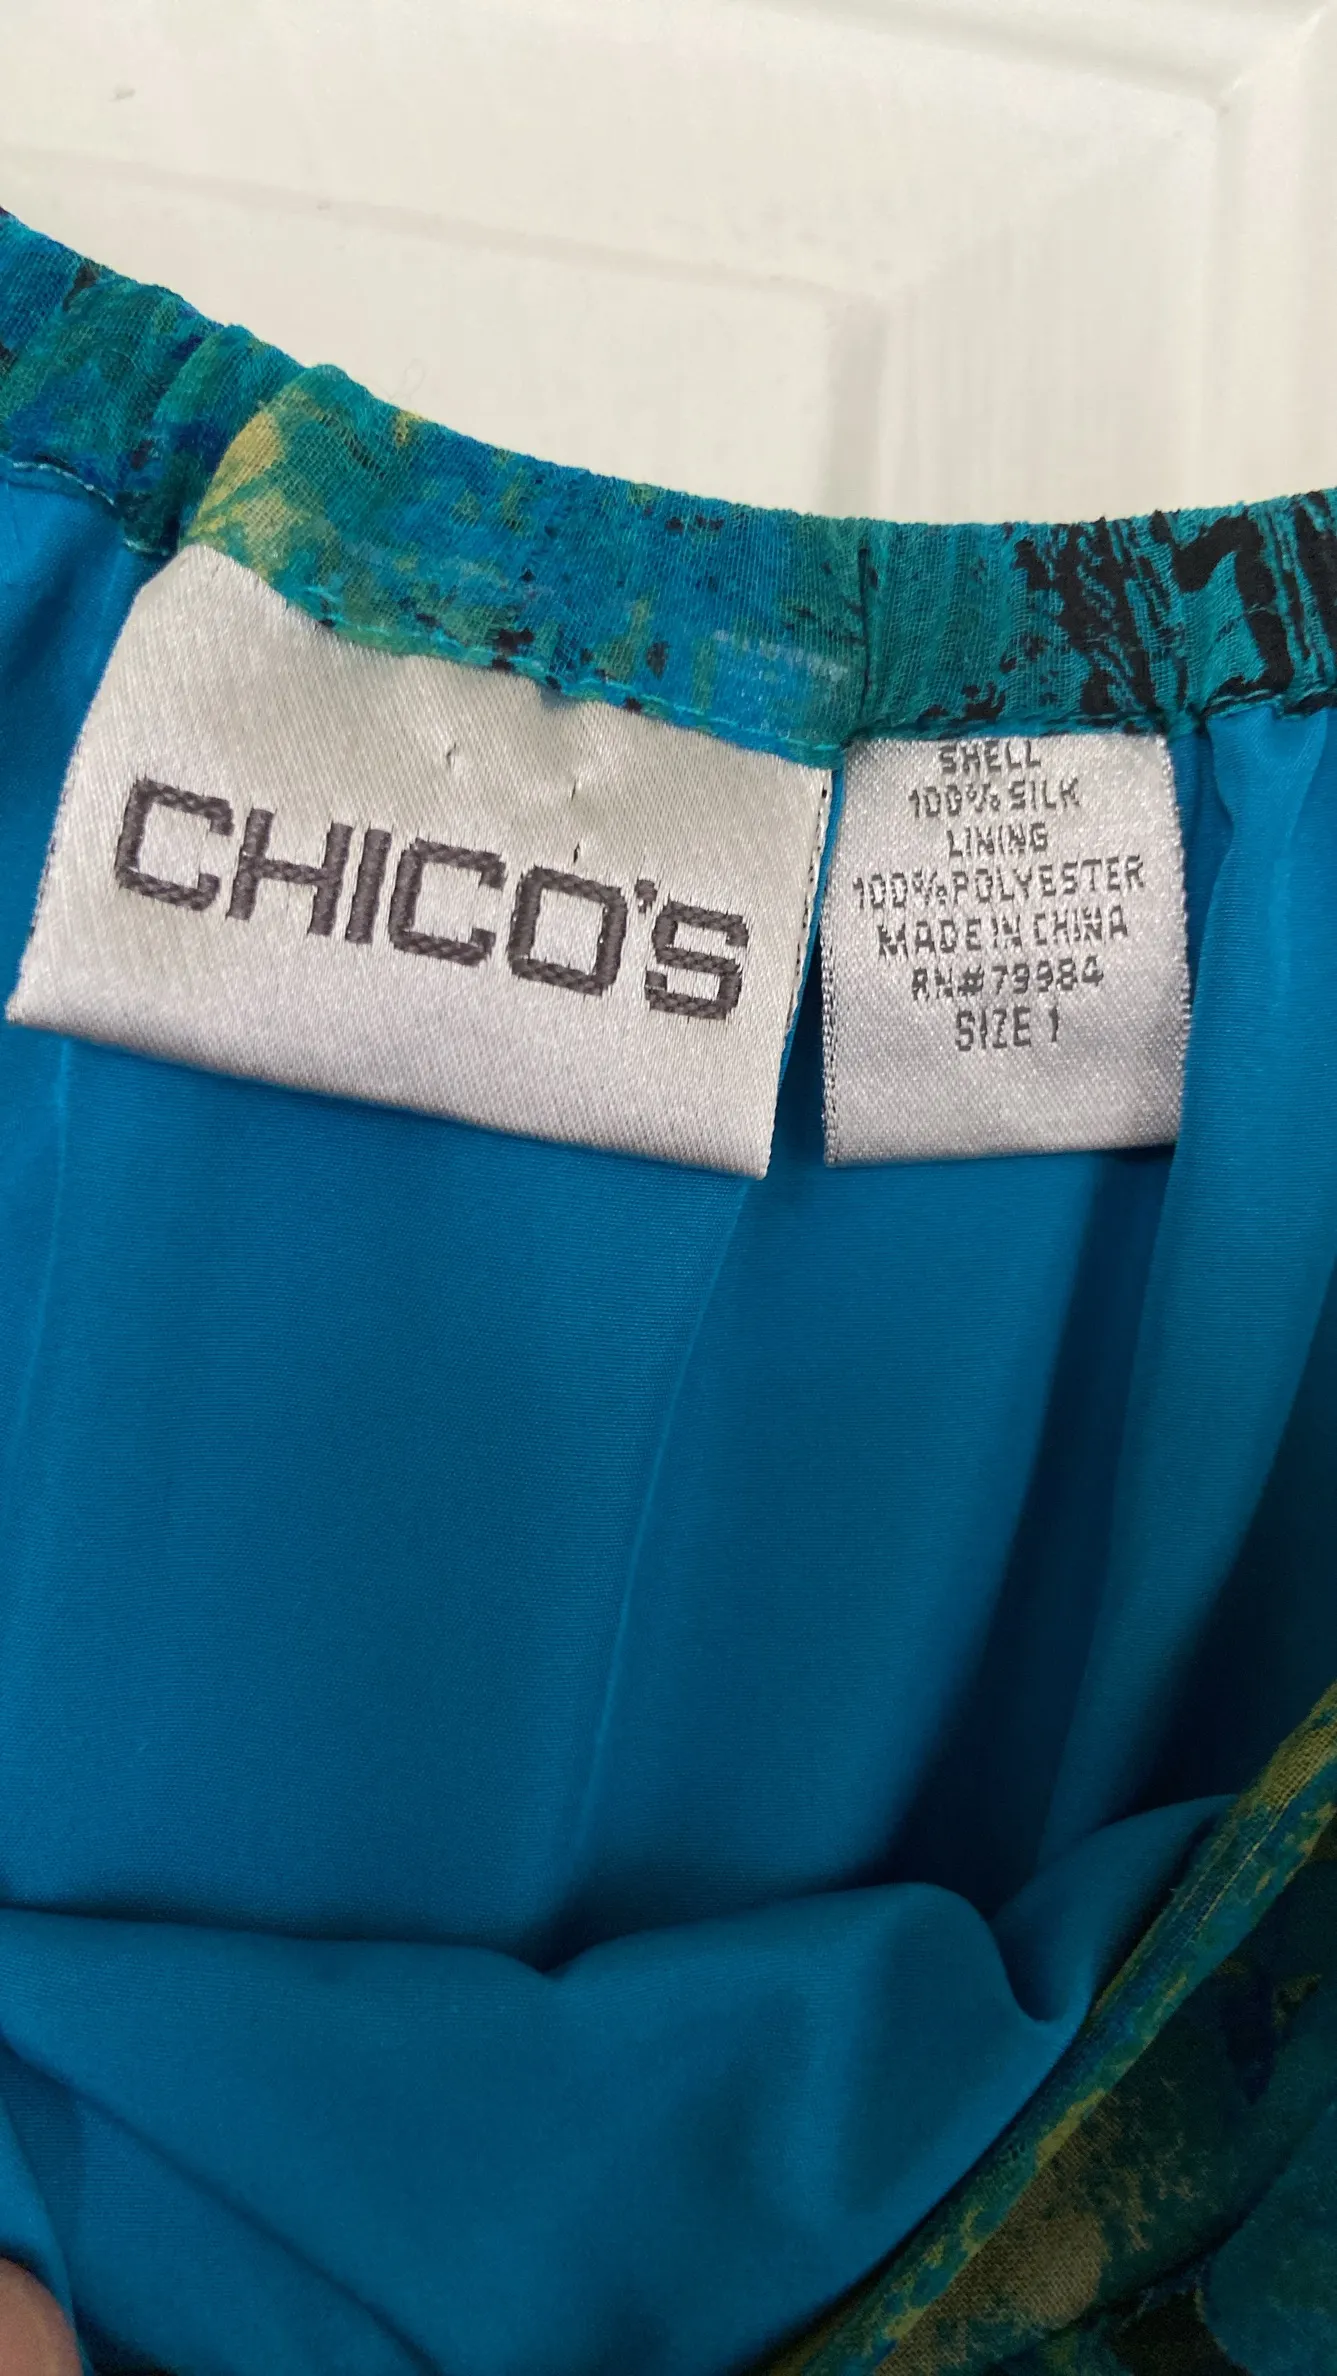 CHICO'S
SHELL
100% SILK
LINING
100% POLYESTER
MADE IN CHINA
RN# 79984
SIZE 1